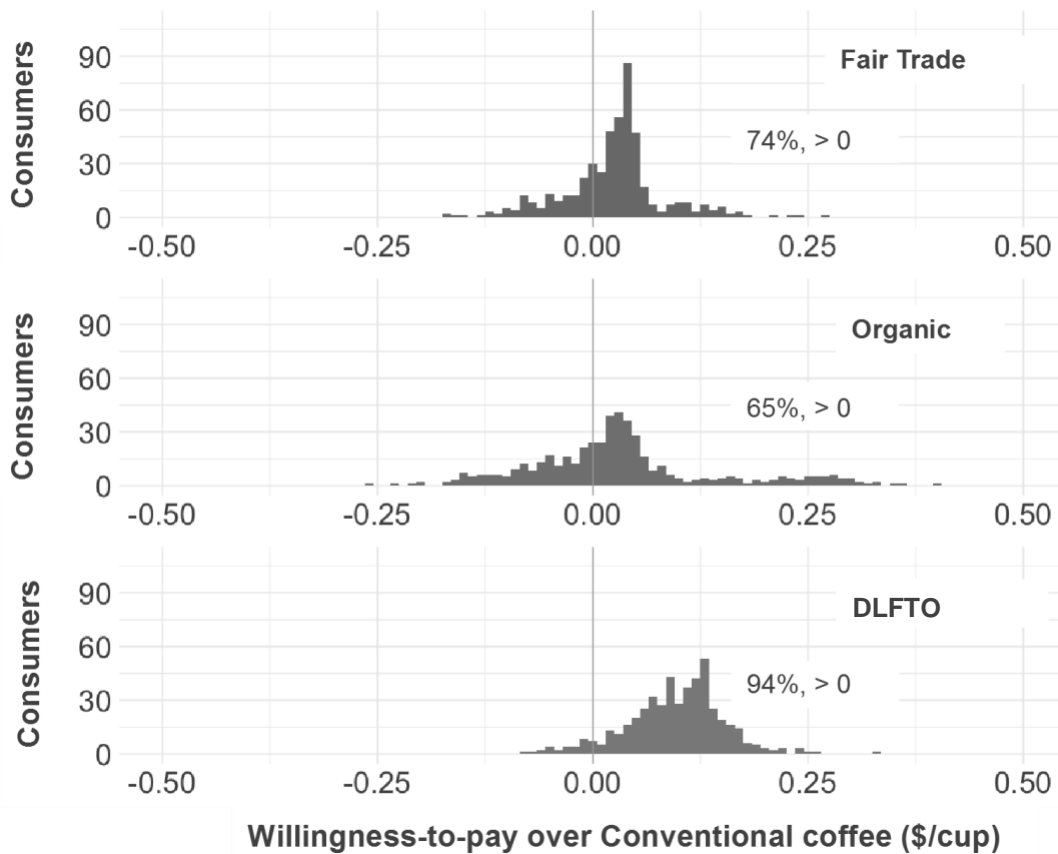 Consumers
90
60
30
0
Fair Trade
74%, > 0
-0.50
-0.25
0.00
0.25
0.50
Consumers
90
60
30
0
Organic
65%, > 0
-0.50
-0.25
0.00
0.25
0.50
Consumers
90
60
30
0
DLFTO
94%, > 0
-0.50
-0.25
0.00
0.25
0.50
Willingness-to-pay over Conventional coffee ($/cup)